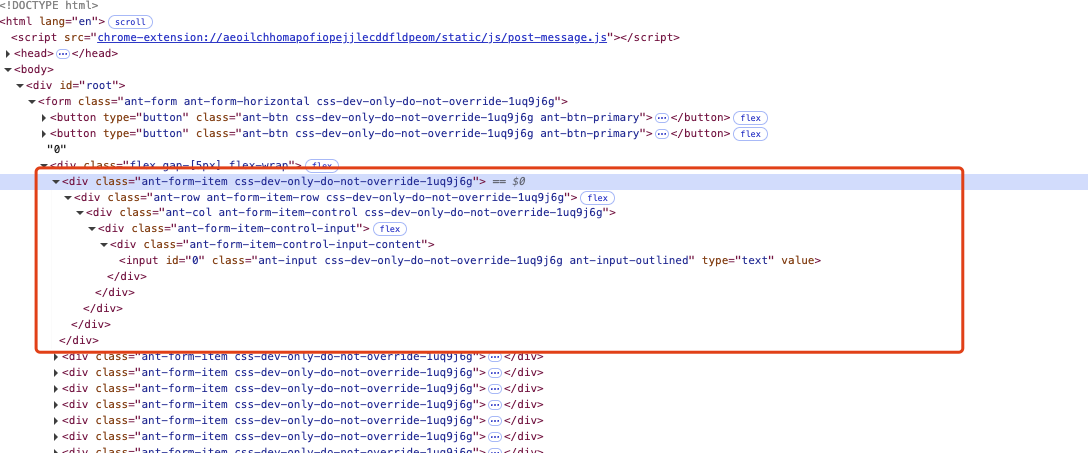 <!DOCTYPE html>
<html lang="en"> scroll
<script src="chrome-extension://aeoilchhomapofiopejjlecddfldpeom/static/js/post-message.js"></script>
<head> ⋯ </head>
<body>
<div id="root">
<form class="ant-form ant-form-horizontal css-dev-only-do-not-override-1uq9j6g">
<button type="button" class="ant-btn css-dev-only-do-not-override-1uq9j6g ant-btn-primary"> ⋯ </button> flex
<button type="button" class="ant-btn css-dev-only-do-not-override-1uq9j6g ant-btn-primary"> ⋯ </button> flex
"0"
<div class="flex gap-[5px] flex-wrap"> flex
<div class="ant-form-item css-dev-only-do-not-override-1uq9j6g"> == $0
<div class="ant-row ant-form-item-row css-dev-only-do-not-override-1uq9j6g"> flex
<div class="ant-col ant-form-item-control css-dev-only-do-not-override-1uq9j6g">
<div class="ant-form-item-control-input"> flex
<div class="ant-form-item-control-input-content">
<input id="0" class="ant-input css-dev-only-do-not-override-1uq9j6g ant-input-outlined" type="text" value>
</div>
</div>
</div>
</div>
</div>
<div class="ant-form-item css-dev-only-do-not-override-1uq9j6g"> ⋯ </div>
<div class="ant-form-item css-dev-only-do-not-override-1uq9j6g"> ⋯ </div>
<div class="ant-form-item css-dev-only-do-not-override-1uq9j6g"> ⋯ </div>
<div class="ant-form-item css-dev-only-do-not-override-1uq9j6g"> ⋯ </div>
<div class="ant-form-item css-dev-only-do-not-override-1uq9j6g"> ⋯ </div>
<div class="ant-form-item css-dev-only-do-not-override-1uq9j6g"> ⋯ </div>
<div class="ant-form-item css-dev-only-do-not-override-1uq9j6g"> ⋯ </div>